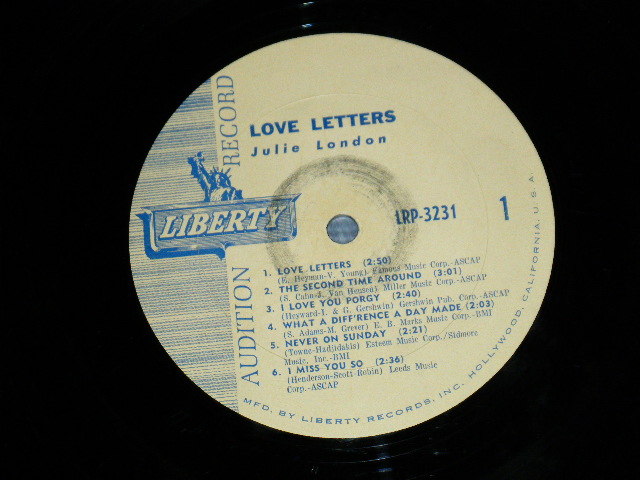 LOVE LETTERS
Julie London
AUDITION RECORD
LIBERTY
LRP-3231 1
1. LOVE LETTERS (2:50)
(E. Heyman-V. Young) Famous Music Corp.-ASCAP
2. THE SECOND TIME AROUND (3:01)
(S. Cahn-J. Van Heusen) Miller Music Corp.-ASCAP
3. I LOVE YOU PORGY (2:40)
(Heyward-I. & G. Gershwin) Gershwin Pub. Corp.-ASCAP
4. WHAT A DIFF'RENCE A DAY MADE (2:03)
(S. Adams-M. Grever) E. B. Marks Music Corp.-BMI
5. NEVER ON SUNDAY (2:21)
(Towne-Hadjidakis) Esteem Music Corp./Sidmore
Music, Inc.-BMI
6. I MISS YOU SO (2:36)
(Henderson-Scott Robin) Leeds Music
Corp.-ASCAP
MFD. BY LIBERTY RECORDS, INC. HOLLYWOOD, CALIFORNIA, U.S.A.